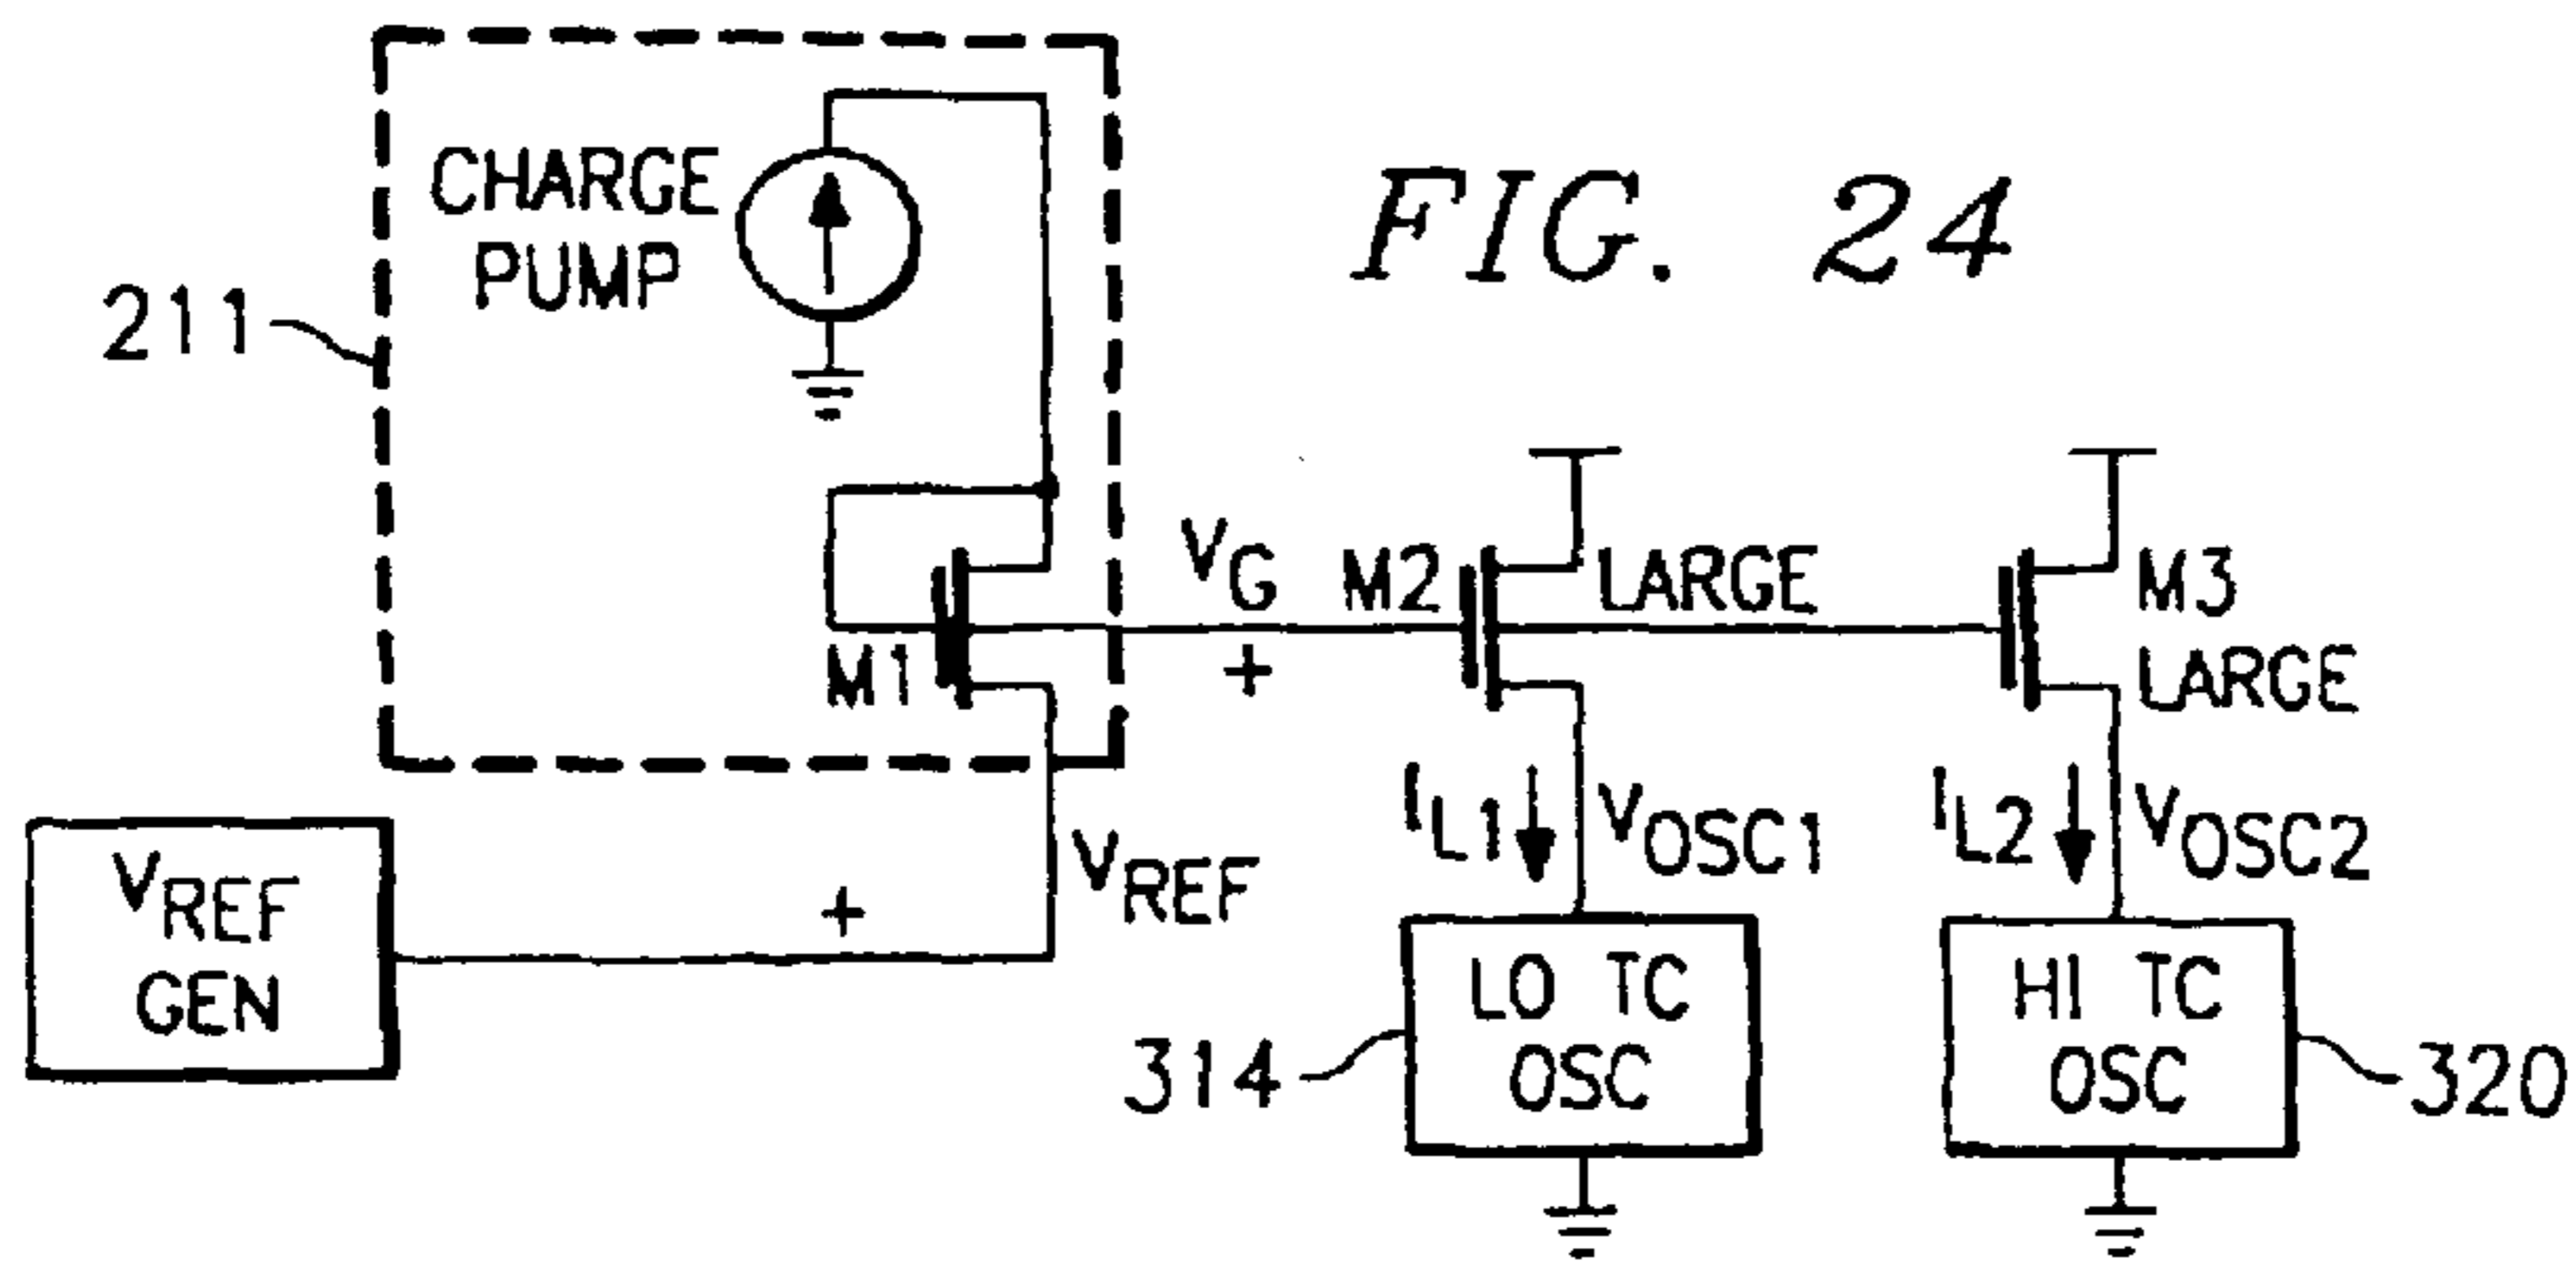 FIG. 24
CHARGE
PUMP
211
M1
VG
+
M2
LARGE
M3
LARGE
VREF
GEN
+
VREF
IL1
VOSC1
IL2
VOSC2
LO TC
OSC
314
HI TC
OSC
320